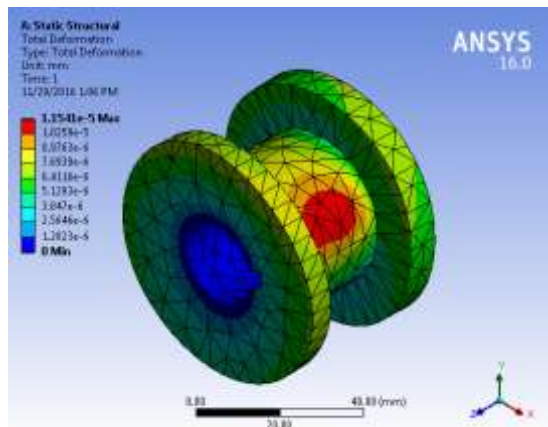 A: Static Structural
Total Deformation
Type: Total Deformation
Unit: mm
Time: 1
11/29/2016 1:06 PM
ANSYS
16.0
1.1541e-5 Max
1.0259e-5
8.9763e-6
7.6939e-6
6.4116e-6
5.1293e-6
3.847e-6
2.5646e-6
1.2823e-6
0 Min
0.00
40.00 (mm)
20.00
Y
Z
X